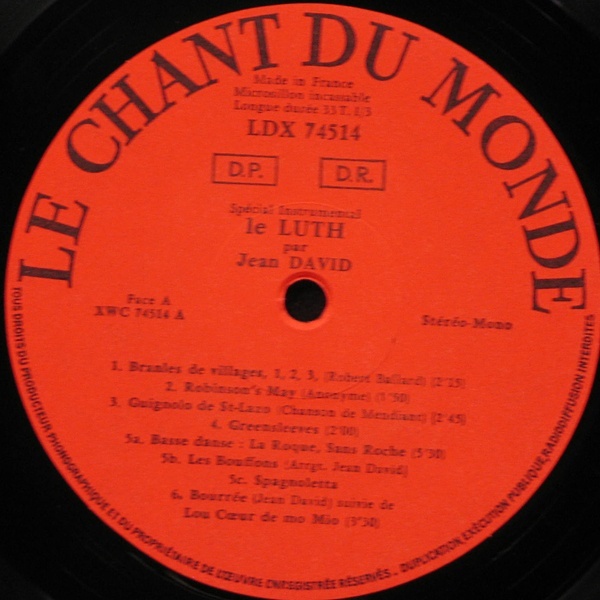 LE CHANT DU MONDE
Made in France
Microsillon incassable
Longue durée 33 T. 1/3
LDX 74514
D.P. D.R.
Spécial Instrumental
le LUTH
par
Jean DAVID
Face A
XWC 74514 A
Stéréo-Mono
1. Branles de villages, 1, 2, 3, (Robert Ballard) (2'15)
2. Robinson's May (Anonyme) (1'50)
3. Guignolo de St-Lazo (Chanson de Mendiant) (2'45)
4. Greensleeves (2'00)
5a. Basse danse : La Roque, Sans Roche (5'30)
5b. Les Bouffons (Arrgt. Jean David)
5c. Spagnoletta
6. Bourrée (Jean David) suivie de
Lou Cœur de mo Mio (3'30)
TOUS DROITS DU PRODUCTEUR PHONOGRAPHIQUE ET DU PROPRIÉTAIRE DE L'ŒUVRE ENREGISTRÉE RÉSERVÉS. DUPLICATION, EXÉCUTION PUBLIQUE, RADIODIFFUSION INTERDITES